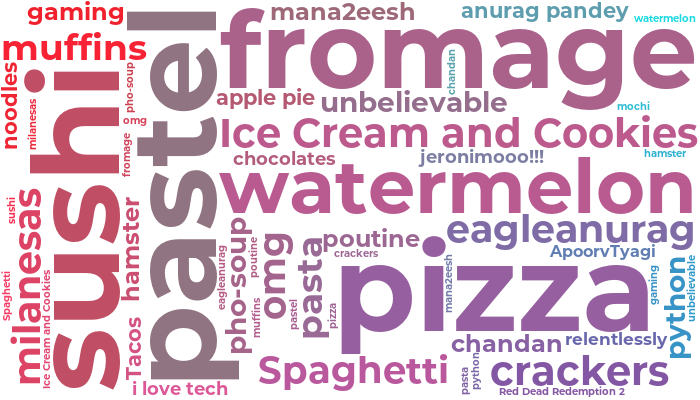 gaming
mana2eesh
anurag pandey
watermelon
muffins
fromage
sushi
pastel
noodles
milanesas
pho-soup
omg
fromage
chandan
apple pie
unbelievable
mochi
Ice Cream and Cookies
chocolates
jeronimooo!!!
hamster
watermelon
sushi
milanesas
hamster
eagleanurag
poutine
ApoorvTyagi
pho-soup
omg
pasta
eagleanurag
poutine
crackers
pizza
mana2eesh
gaming
python
unbelievable
Spaghetti
Ice Cream and Cookies
Tacos
muffins
pastel
pizza
chandan
relentlessly
Spaghetti
pasta
python
crackers
i love tech
Red Dead Redemption 2